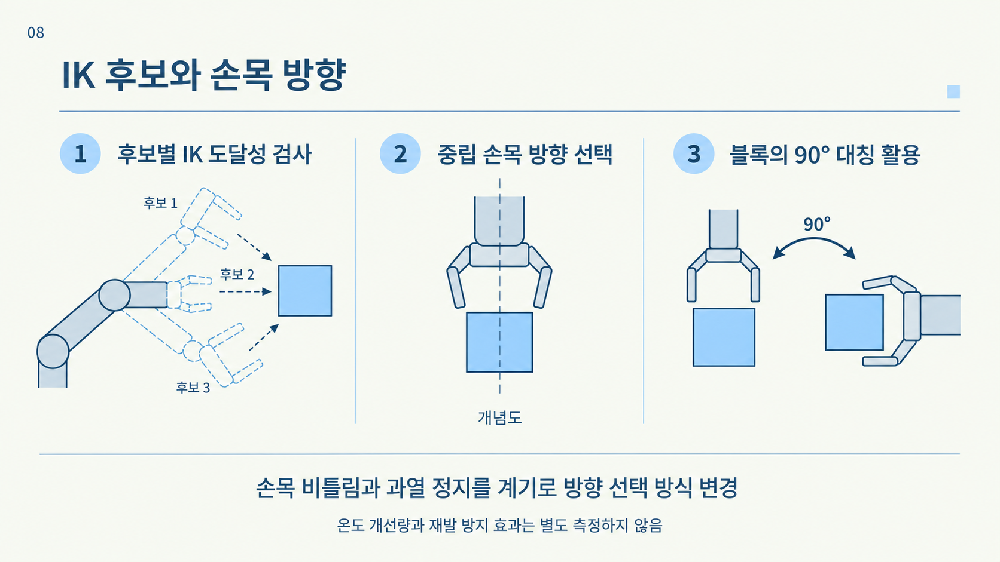 08
IK 후보와 손목 방향
1 후보별 IK 도달성 검사
후보 1
후보 2
후보 3
2 중립 손목 방향 선택
개념도
3 블록의 90° 대칭 활용
90°
손목 비틀림과 과열 정지를 계기로 방향 선택 방식 변경
온도 개선량과 재발 방지 효과는 별도 측정하지 않음